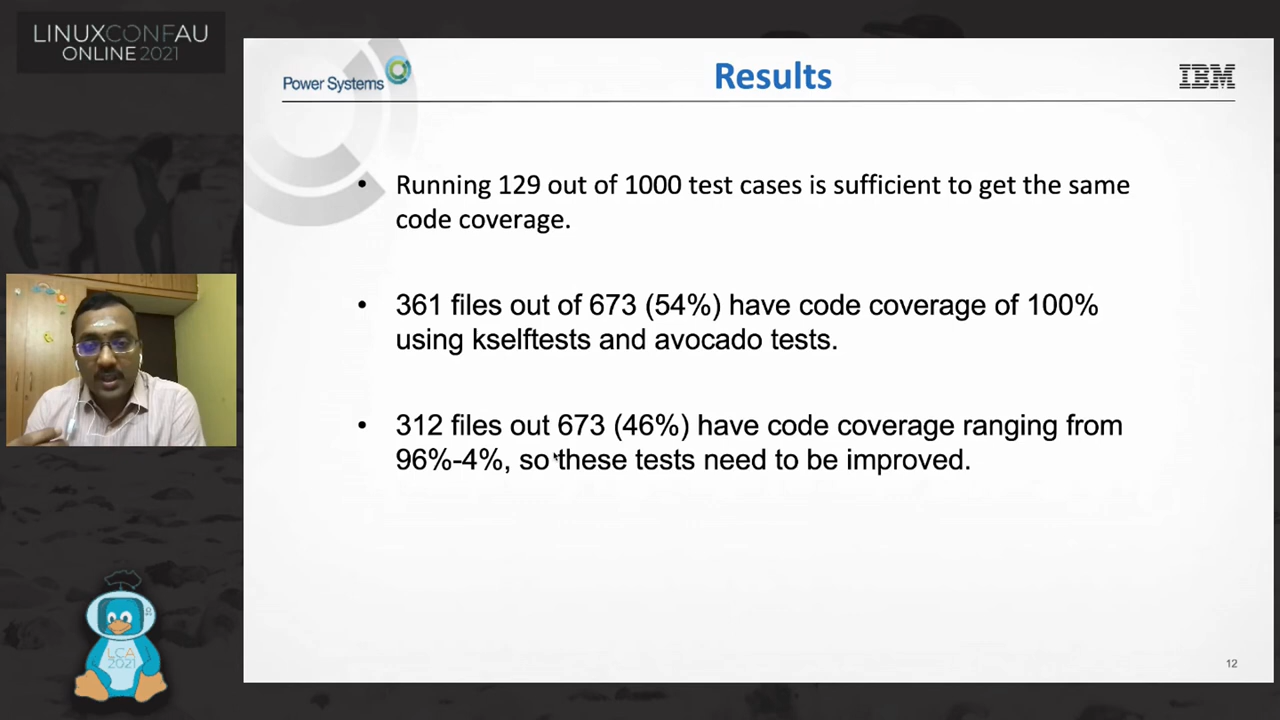 LINUXCONFAU
ONLINE 2021
Power Systems
Results
IBM
• Running 129 out of 1000 test cases is sufficient to get the same
code coverage.
• 361 files out of 673 (54%) have code coverage of 100%
using kselftests and avocado tests.
• 312 files out 673 (46%) have code coverage ranging from
96%-4%, so these tests need to be improved.
LCA
2021
12